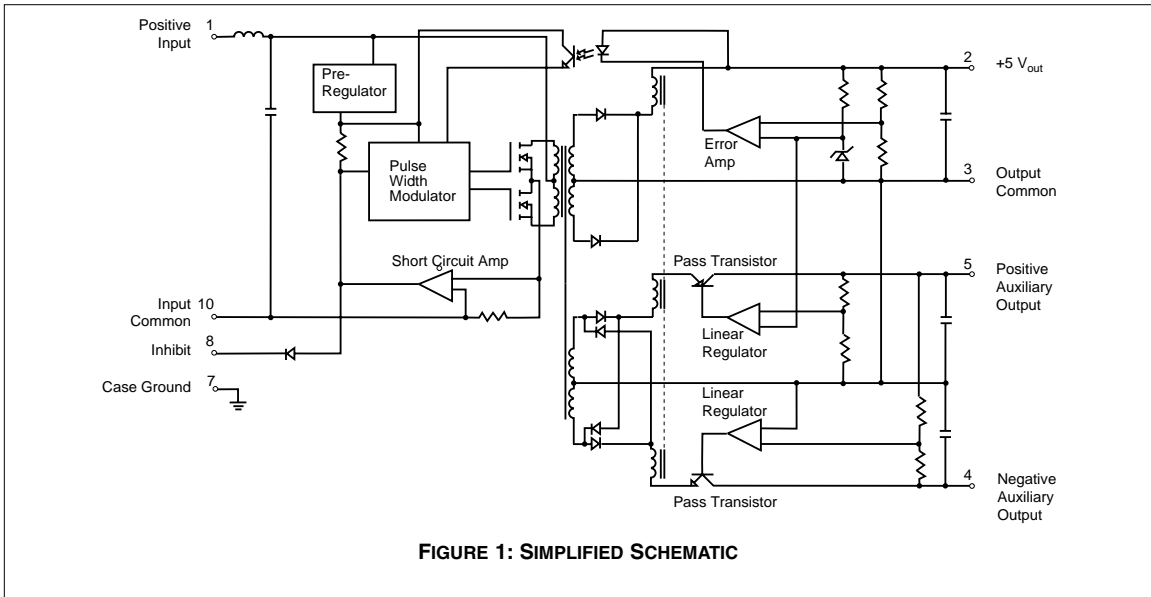 Positive 1
Input
Pre-
Regulator
Pulse
Width
Modulator
Short Circuit Amp
Input 10
Common
8
Inhibit
7
Case Ground
2
+5 Vout
Error
Amp
3
Output
Common
Pass Transistor
5
Positive
Auxiliary
Output
Linear
Regulator
Linear
Regulator
4
Negative
Auxiliary
Output
Pass Transistor
FIGURE 1: SIMPLIFIED SCHEMATIC